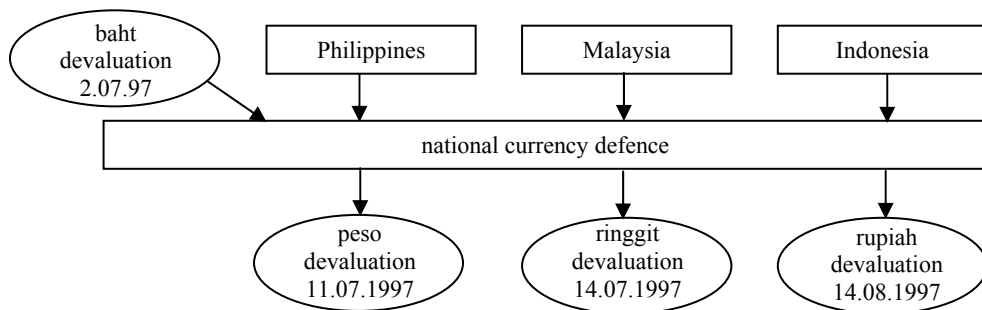 baht
devaluation
2.07.97
Philippines
Malaysia
Indonesia
national currency defence
peso
devaluation
11.07.1997
ringgit
devaluation
14.07.1997
rupiah
devaluation
14.08.1997